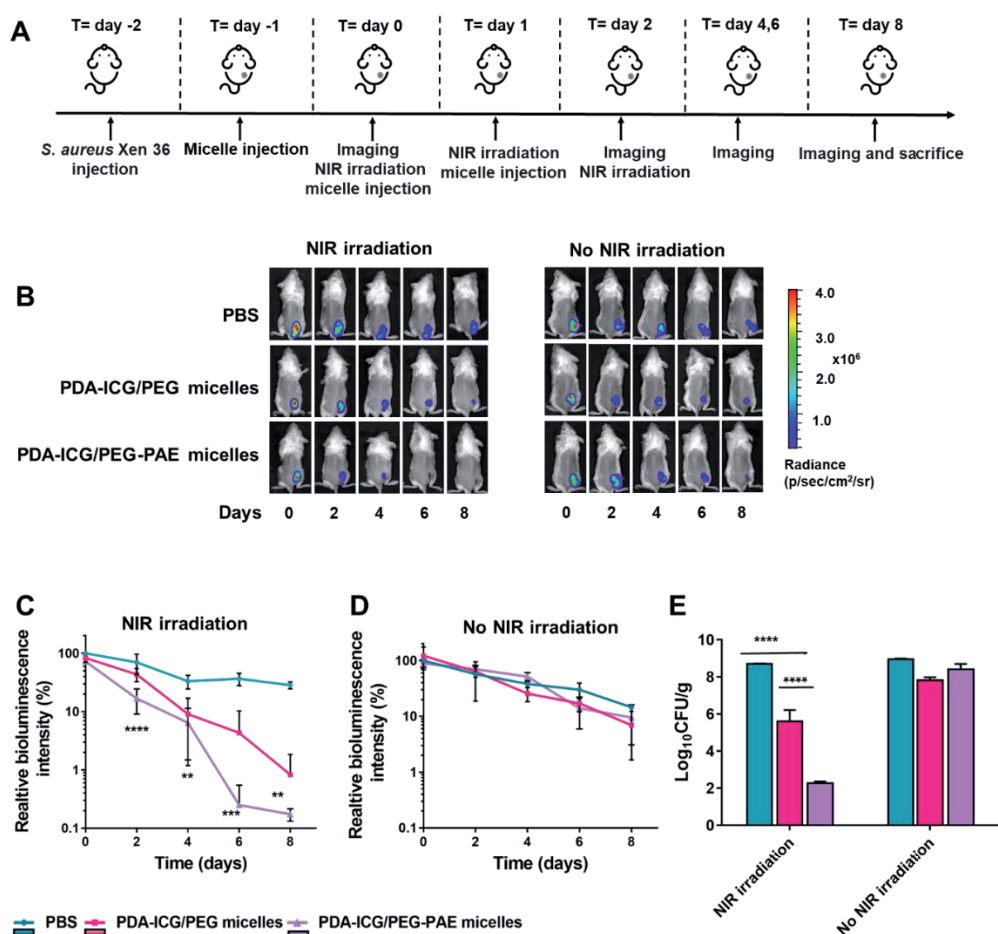 A
T= day -2
T= day -1
T= day 0
T= day 1
T= day 2
T= day 4,6
T= day 8
S. aureus Xen 36
injection
Micelle injection
Imaging
NIR irradiation
micelle injection
NIR irradiation
micelle injection
Imaging
NIR irradiation
Imaging
Imaging and sacrifice
NIR irradiation
No NIR irradiation
B
PBS
PDA-ICG/PEG micelles
PDA-ICG/PEG-PAE micelles
Days 0 2 4 6 8
0 2 4 6 8
4.0
3.0
x10⁶
2.0
1.0
Radiance
(p/sec/cm²/sr)
C
NIR irradiation
Realtive bioluminescence
intensity (%)
100
10
1
0.1
****
**
***
**
0 2 4 6 8
Time (days)
D
No NIR irradiation
Realtive bioluminescence
intensity (%)
100
10
1
0.1
0 2 4 6 8
Time (days)
E
Log₁₀CFU/g
10
8
6
4
2
0
****
****
NIR irradiation
No NIR irradiation
PBS PDA-ICG/PEG micelles PDA-ICG/PEG-PAE micelles